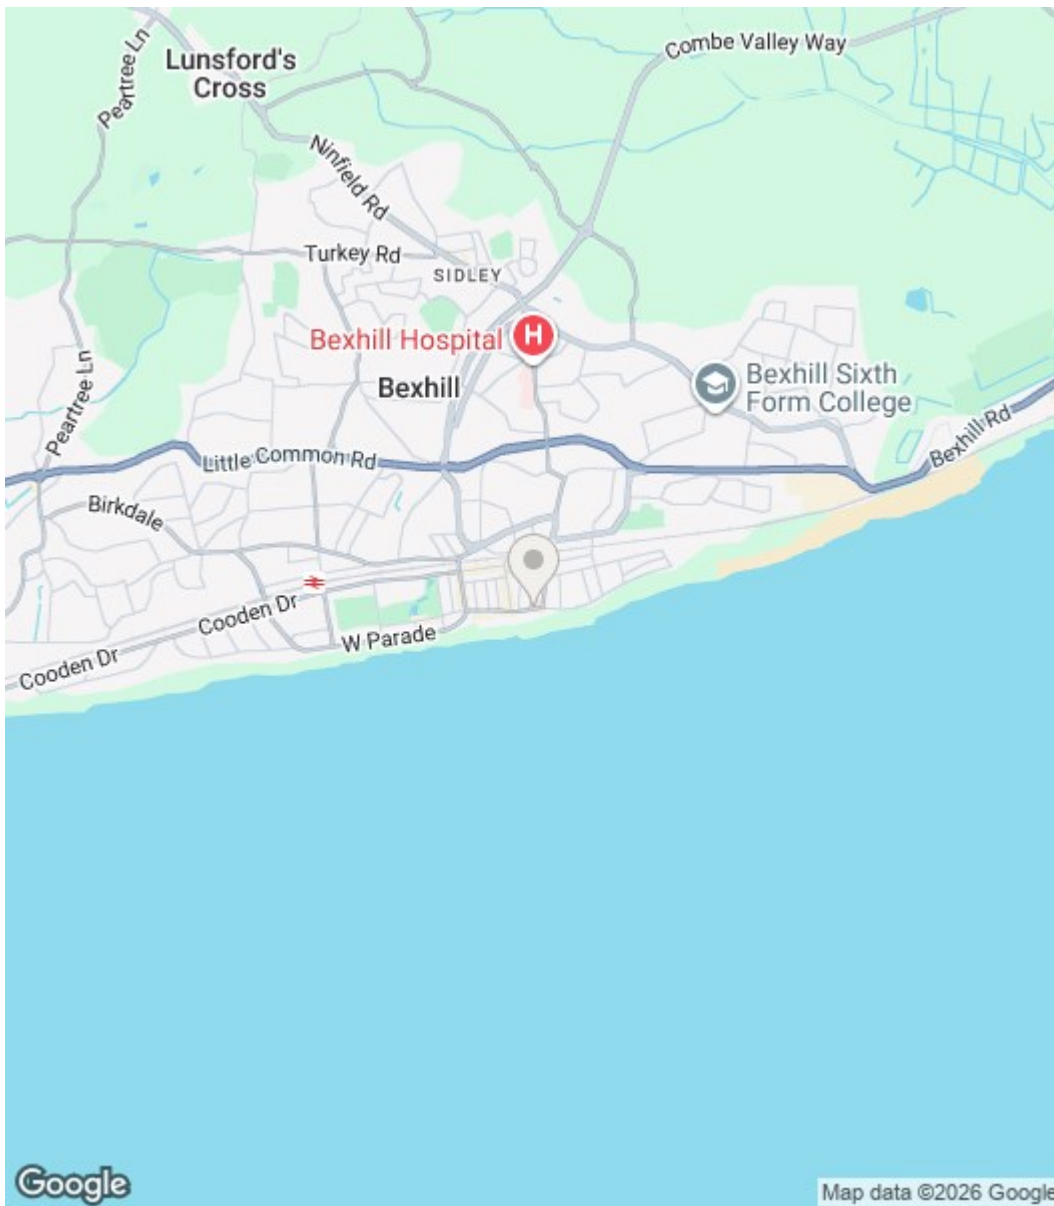 Combe Valley Way
Lunsford's
Cross
Peartree Ln
Ninfield Rd
Turkey Rd
SIDLEY
Bexhill Hospital
H
Bexhill
Bexhill Sixth
Form College
Peartree Ln
Bexhill Rd
Little Common Rd
Birkdale
Cooden Dr
W Parade
Cooden Dr
Google
Map data ©2026 Google